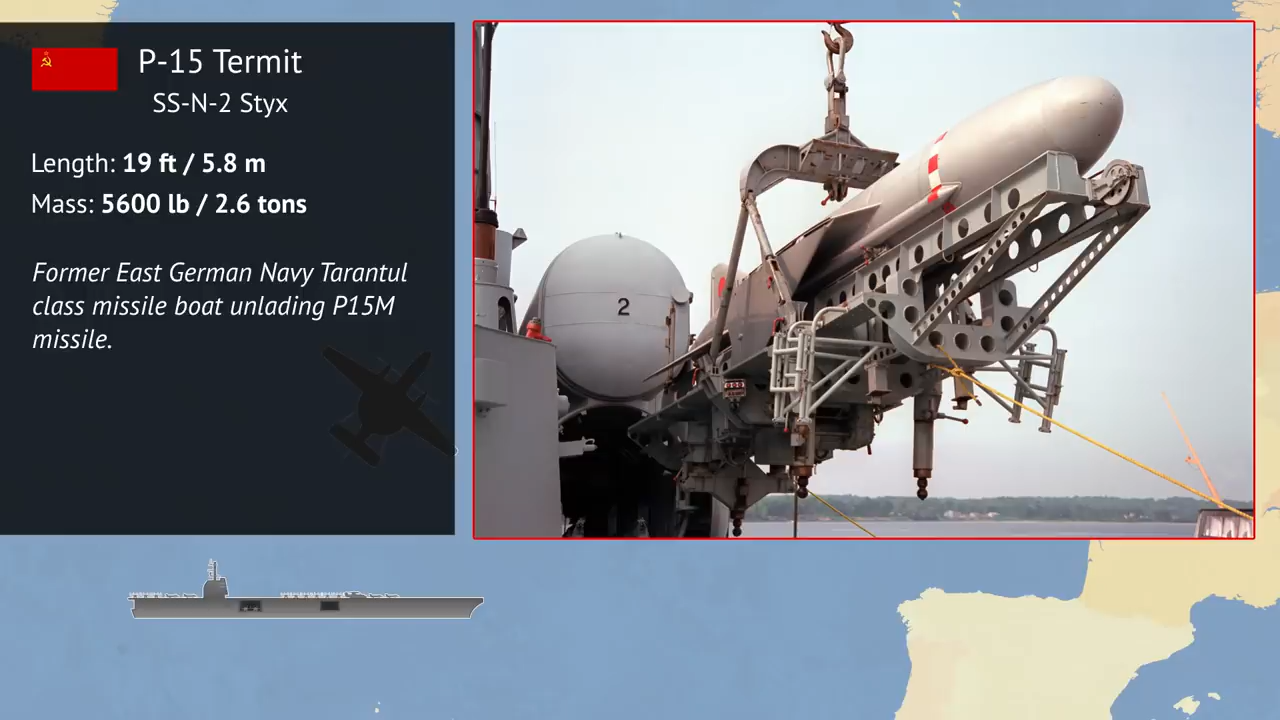 P-15 Termit
SS-N-2 Styx
Length: 19 ft / 5.8 m
Mass: 5600 lb / 2.6 tons
Former East German Navy Tarantul
class missile boat unlading P15M
missile.
2